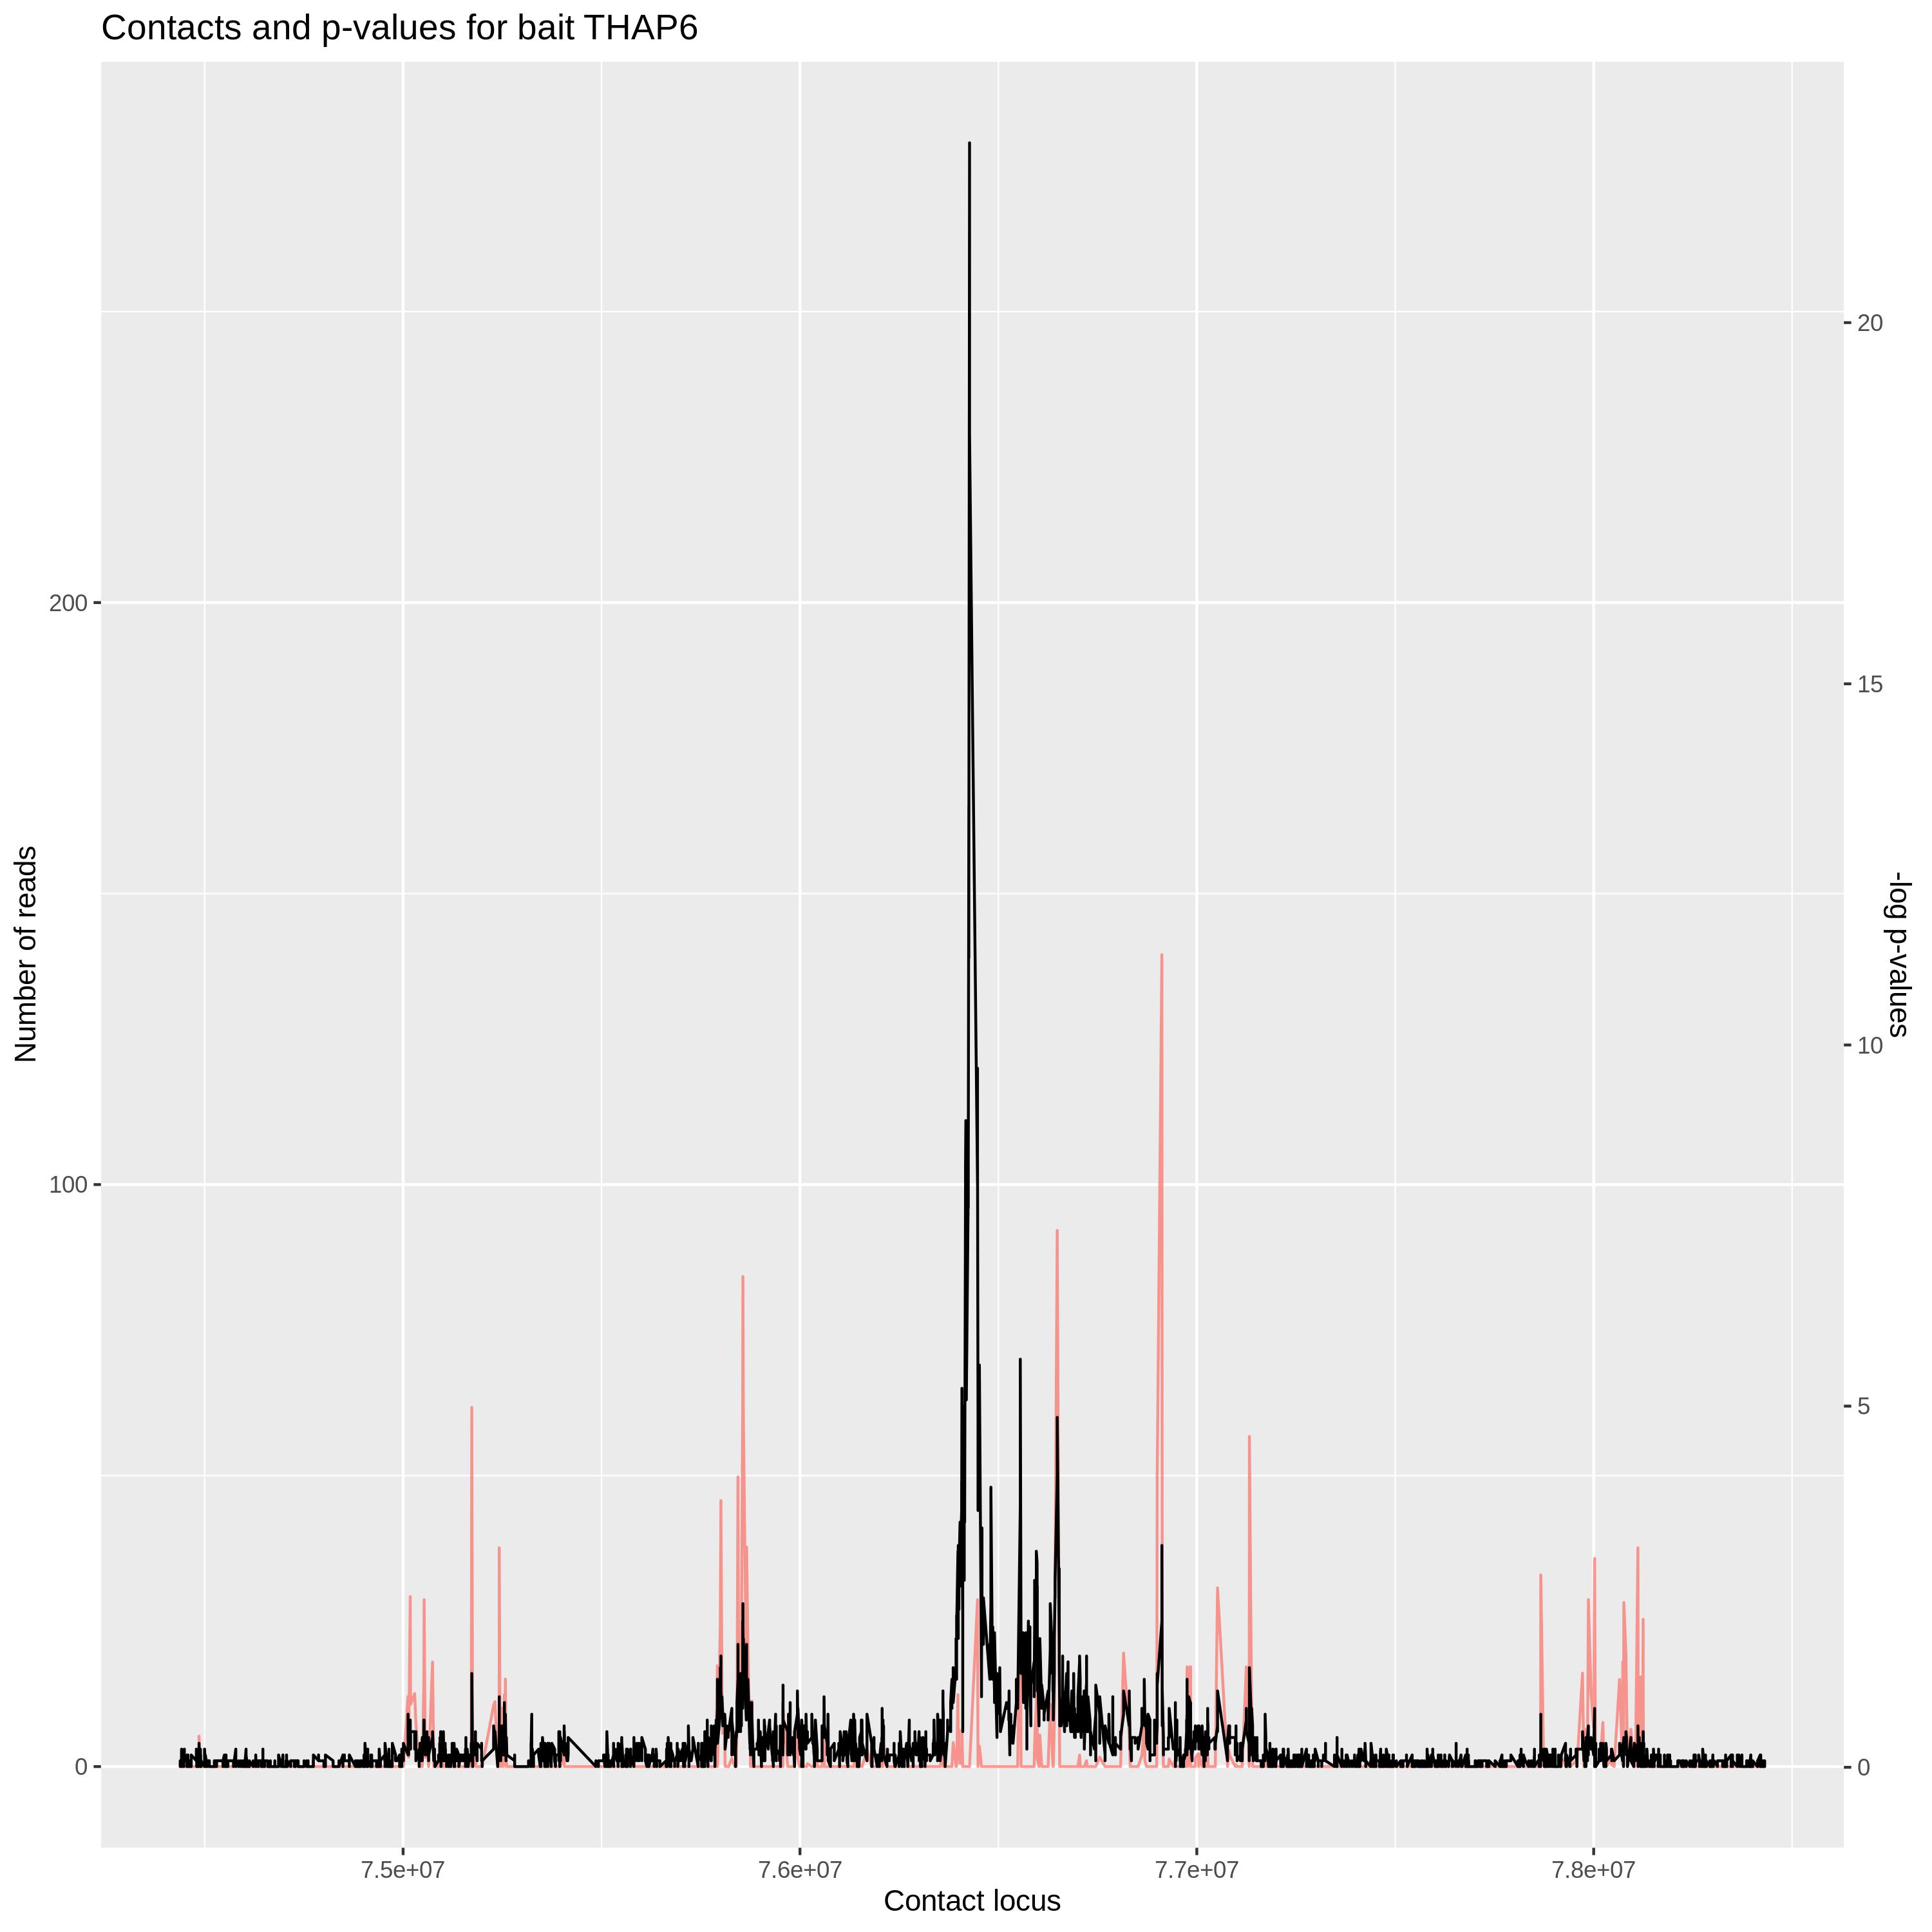 Contacts and p-values for bait THAP6
Number of reads
200
100
0
20
15
10
5
0
-log p-values
7.5e+07
7.6e+07
7.7e+07
7.8e+07
Contact locus